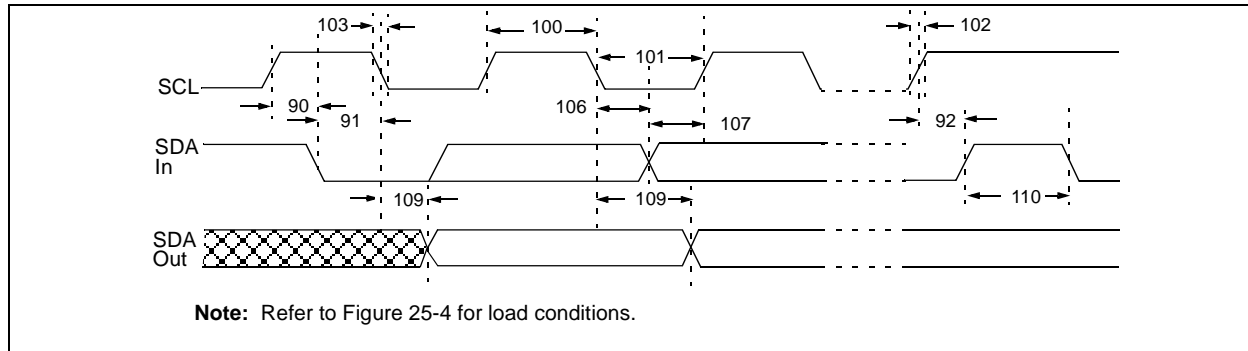 103
100
102
101
SCL
90
106
91
107
92
SDA
In
109
109
110
SDA
Out
Note: Refer to Figure 25-4 for load conditions.